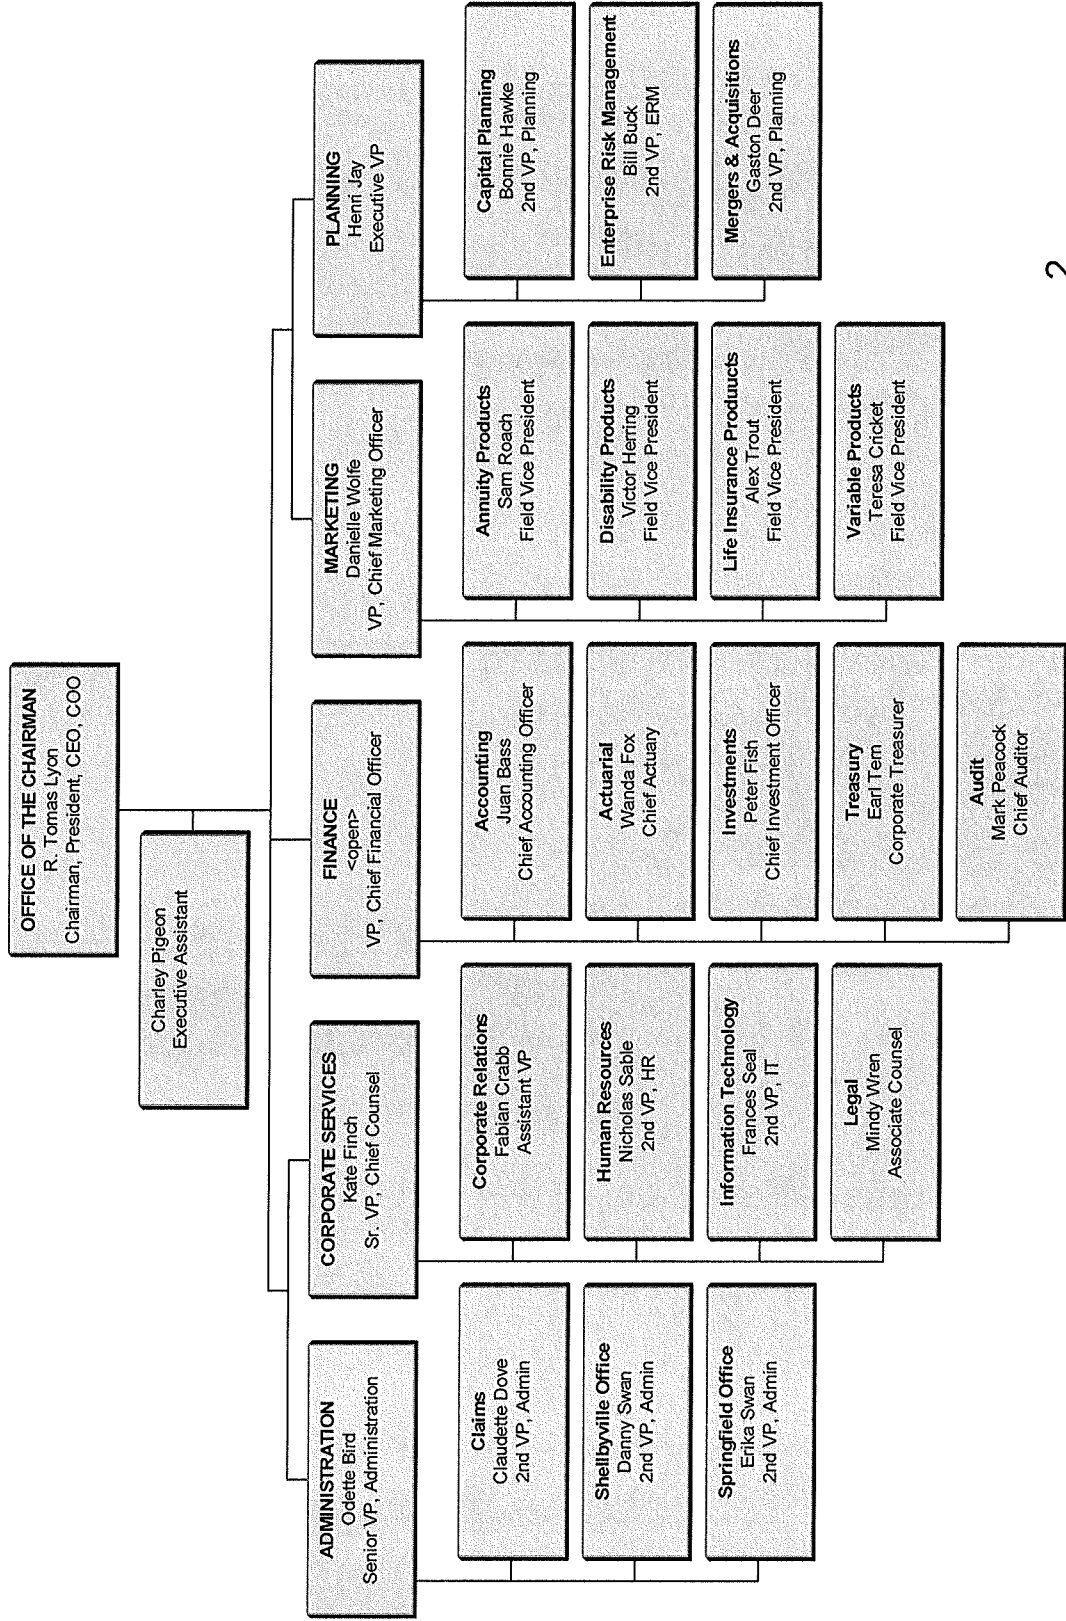 OFFICE OF THE CHAIRMAN
R. Tomas Lyon
Chairman, President, CEO, COO
Charley Pigeon
Executive Assistant
ADMINISTRATION
Odette Bird
Senior VP, Administration
Claims
Claudette Dove
2nd VP, Admin
Shellbyville Office
Danny Swan
2nd VP, Admin
Springfield Office
Erika Swan
2nd VP, Admin
CORPORATE SERVICES
Kate Finch
Sr. VP, Chief Counsel
Corporate Relations
Fabian Crabb
Assistant VP
Human Resources
Nicholas Sable
2nd VP, HR
Information Technology
Frances Seal
2nd VP, IT
Legal
Mindy Wren
Associate Counsel
FINANCE
<open>
VP, Chief Financial Officer
Accounting
Juan Bass
Chief Accounting Officer
Actuarial
Wanda Fox
Chief Actuary
Investments
Peter Fish
Chief Investment Officer
Treasury
Earl Tern
Corporate Treasurer
Audit
Mark Peacock
Chief Auditor
MARKETING
Danielle Wolfe
VP, Chief Marketing Officer
Annuity Products
Sam Roach
Field Vice President
Disability Products
Victor Herring
Field Vice President
Life Insurance Produucts
Alex Trout
Field Vice President
Variable Products
Teresa Cricket
Field Vice President
PLANNING
Henri Jay
Executive VP
Capital Planning
Bonnie Hawke
2nd VP, Planning
Enterprise Risk Management
Bill Buck
2nd VP, ERM
Mergers & Acquisitions
Gaston Deer
2nd VP, Planning
2